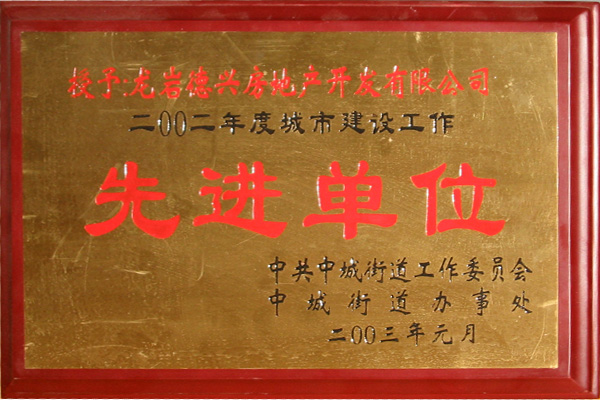 授予:龙岩德兴房地产开发有限公司
二00二年度城市建设工作
先进单位
中共中城街道工作委员会
中城街道办事处
二00三年元月